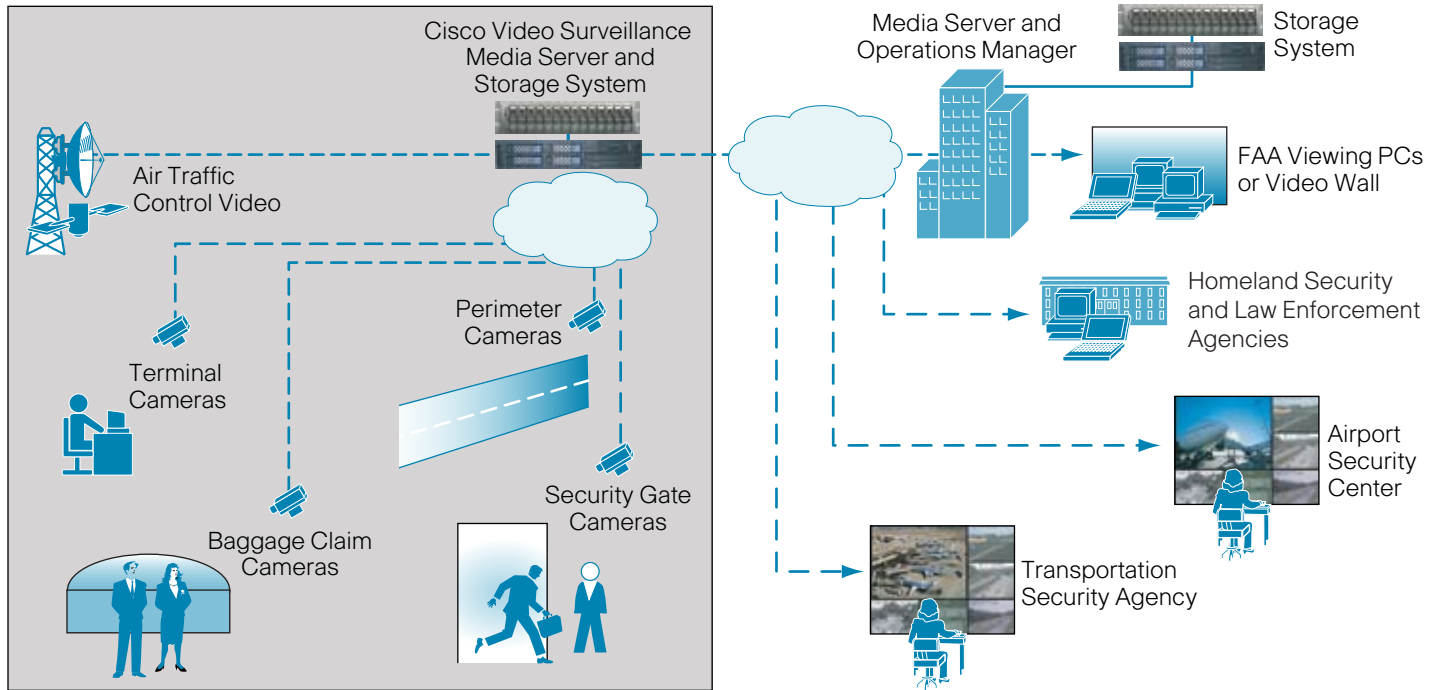 Cisco Video Surveillance
Media Server and
Storage System
Air Traffic
Control Video
Terminal
Cameras
Perimeter
Cameras
Baggage Claim
Cameras
Security Gate
Cameras
Media Server and
Operations Manager
Storage
System
FAA Viewing PCs
or Video Wall
Homeland Security
and Law Enforcement
Agencies
Airport
Security
Center
Transportation
Security Agency